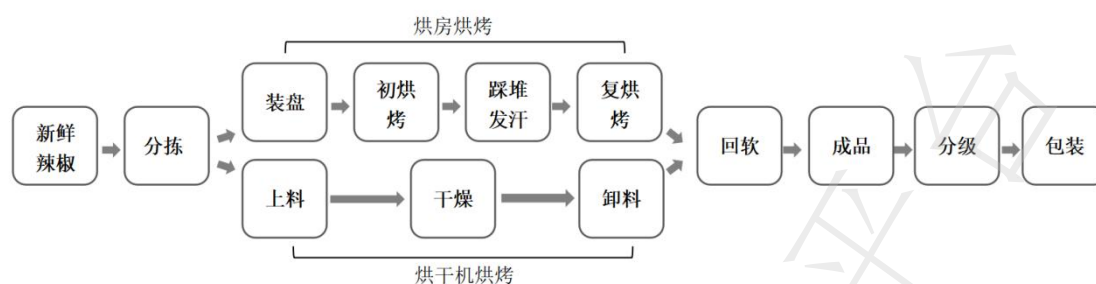 烘房烘烤
装盘
初烘
烤
踩堆
发汗
复烘
烤
新鲜
辣椒
分拣
回软
成品
分级
包装
上料
干燥
卸料
烘干机烘烤